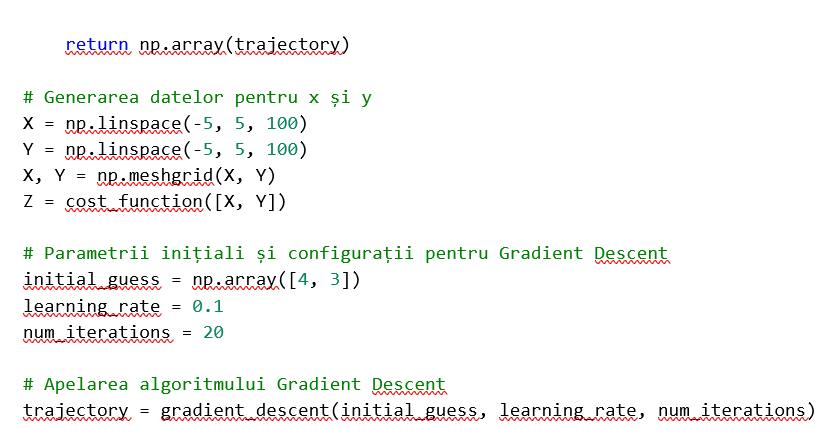 return np.array(trajectory)
# Generarea datelor pentru x și y
X = np.linspace(-5, 5, 100)
Y = np.linspace(-5, 5, 100)
X, Y = np.meshgrid(X, Y)
Z = cost_function([X, Y])
# Parametrii inițiali și configurații pentru Gradient Descent
initial_guess = np.array([4, 3])
learning_rate = 0.1
num_iterations = 20
# Apelarea algoritmului Gradient Descent
trajectory = gradient_descent(initial_guess, learning_rate, num_iterations)